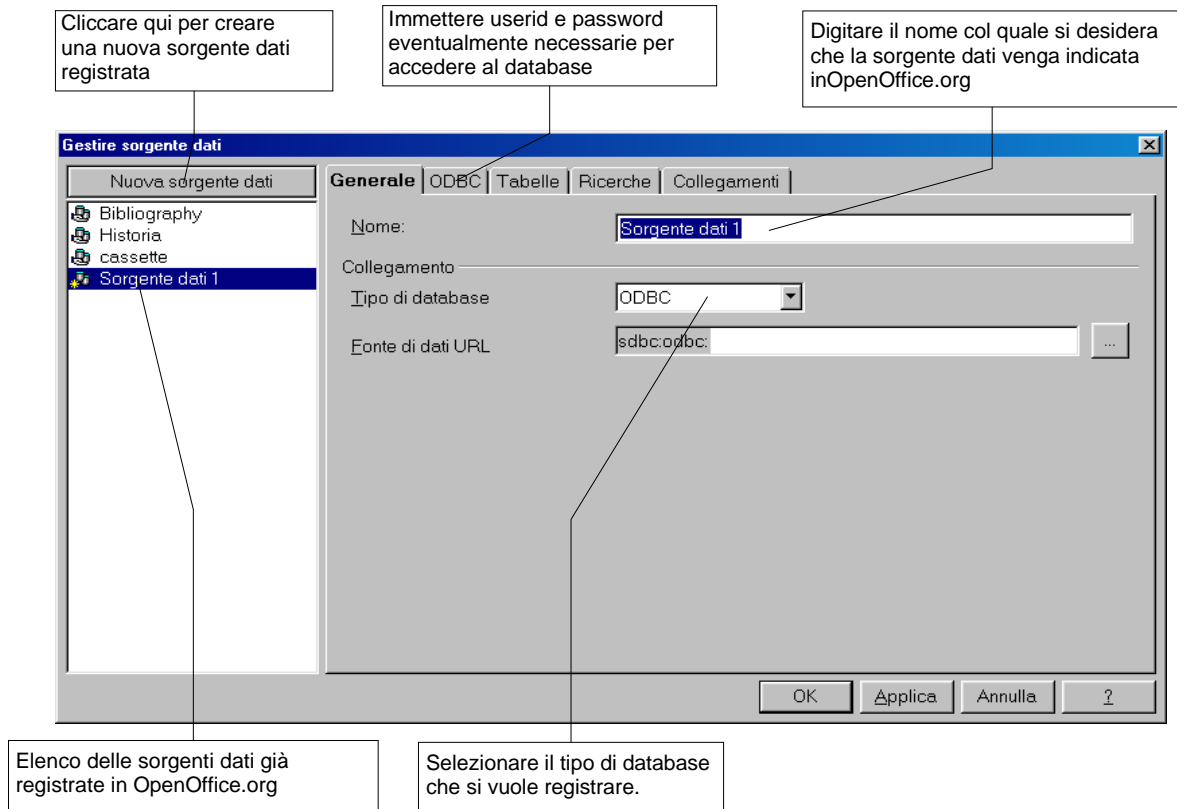 Cliccare qui per creare
una nuova sorgente dati
registrata
Immettere userid e password
eventualmente necessarie per
accedere al database
Digitare il nome col quale si desidera
che la sorgente dati venga indicata
inOpenOffice.org
Gestire sorgente dati
Nuova sorgente dati
Bibliography
Historia
cassette
Sorgente dati 1
Generale ODBC Tabelle Ricerche Collegamenti
Nome: Sorgente dati 1
Collegamento
Tipo di database ODBC
Fonte di dati URL sdbc:odbc: ...
OK Applica Annulla ?
Elenco delle sorgenti dati già
registrate in OpenOffice.org
Selezionare il tipo di database
che si vuole registrare.